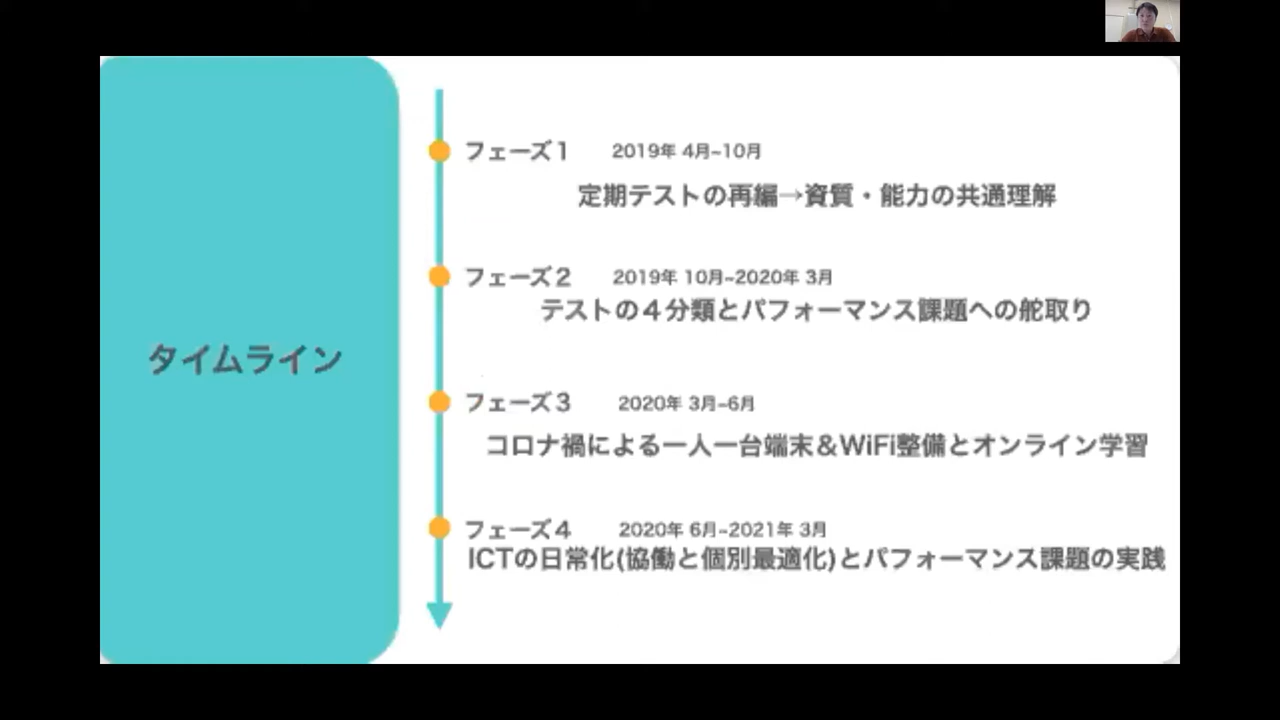 タイムライン
フェーズ1 2019年 4月~10月
定期テストの再編→資質・能力の共通理解
フェーズ2 2019年 10月~2020年 3月
テストの4分類とパフォーマンス課題への舵取り
フェーズ3 2020年 3月~6月
コロナ禍による一人一台端末&WiFi整備とオンライン学習
フェーズ4 2020年 6月~2021年 3月
ICTの日常化(協働と個別最適化)とパフォーマンス課題の実践